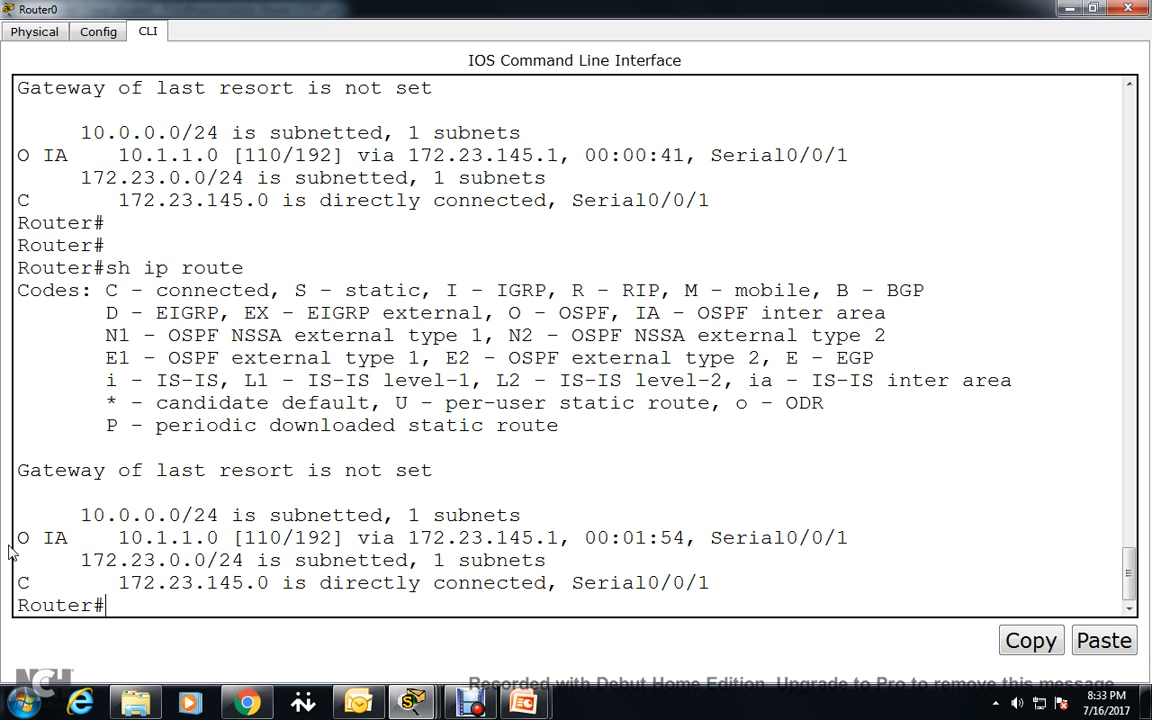 Router0
Physical Config CLI
IOS Command Line Interface
Gateway of last resort is not set
10.0.0.0/24 is subnetted, 1 subnets
O IA 10.1.1.0 [110/192] via 172.23.145.1, 00:00:41, Serial0/0/1
172.23.0.0/24 is subnetted, 1 subnets
C 172.23.145.0 is directly connected, Serial0/0/1
Router#
Router#
Router#sh ip route
Codes: C - connected, S - static, I - IGRP, R - RIP, M - mobile, B - BGP
D - EIGRP, EX - EIGRP external, O - OSPF, IA - OSPF inter area
N1 - OSPF NSSA external type 1, N2 - OSPF NSSA external type 2
E1 - OSPF external type 1, E2 - OSPF external type 2, E - EGP
i - IS-IS, L1 - IS-IS level-1, L2 - IS-IS level-2, ia - IS-IS inter area
* - candidate default, U - per-user static route, o - ODR
P - periodic downloaded static route
Gateway of last resort is not set
10.0.0.0/24 is subnetted, 1 subnets
O IA 10.1.1.0 [110/192] via 172.23.145.1, 00:01:54, Serial0/0/1
172.23.0.0/24 is subnetted, 1 subnets
C 172.23.145.0 is directly connected, Serial0/0/1
Router#
Copy Paste
NCH
Recorded with Debut Home Edition. Upgrade to Pro to remove this message.
8:33 PM
7/16/2017